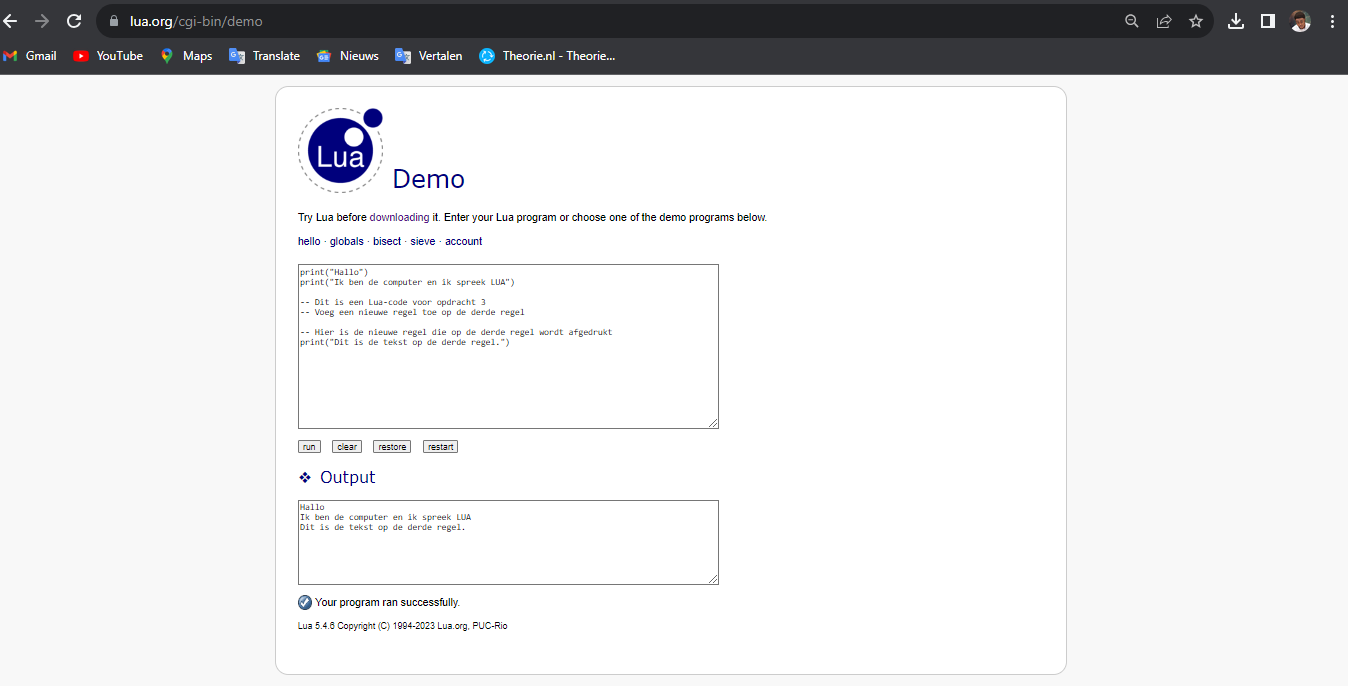 lua.org/cgi-bin/demo
Gmail YouTube Maps Translate Nieuws Vertalen Theorie.nl - Theorie...
Lua
Demo
Try Lua before downloading it. Enter your Lua program or choose one of the demo programs below.
hello · globals · bisect · sieve · account
print("Hallo")
print("Ik ben de computer en ik spreek LUA")
-- Dit is een Lua-code voor opdracht 3
-- Voeg een nieuwe regel toe op de derde regel
-- Hier is de nieuwe regel die op de derde regel wordt afgedrukt
print("Dit is de tekst op de derde regel.")
run clear restore restart
Output
Hallo
Ik ben de computer en ik spreek LUA
Dit is de tekst op de derde regel.
Your program ran successfully.
Lua 5.4.6 Copyright (C) 1994-2023 Lua.org, PUC-Rio